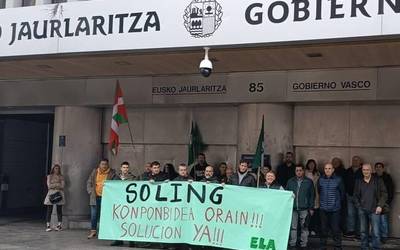 JAURLARITZA GOBIERN
EUSKO JAURLARITZA 85 GOBIERNO VASCO
SOLING
KONPONBIDEA ORAIN!!!
SOLUCION YA!!!
ELA